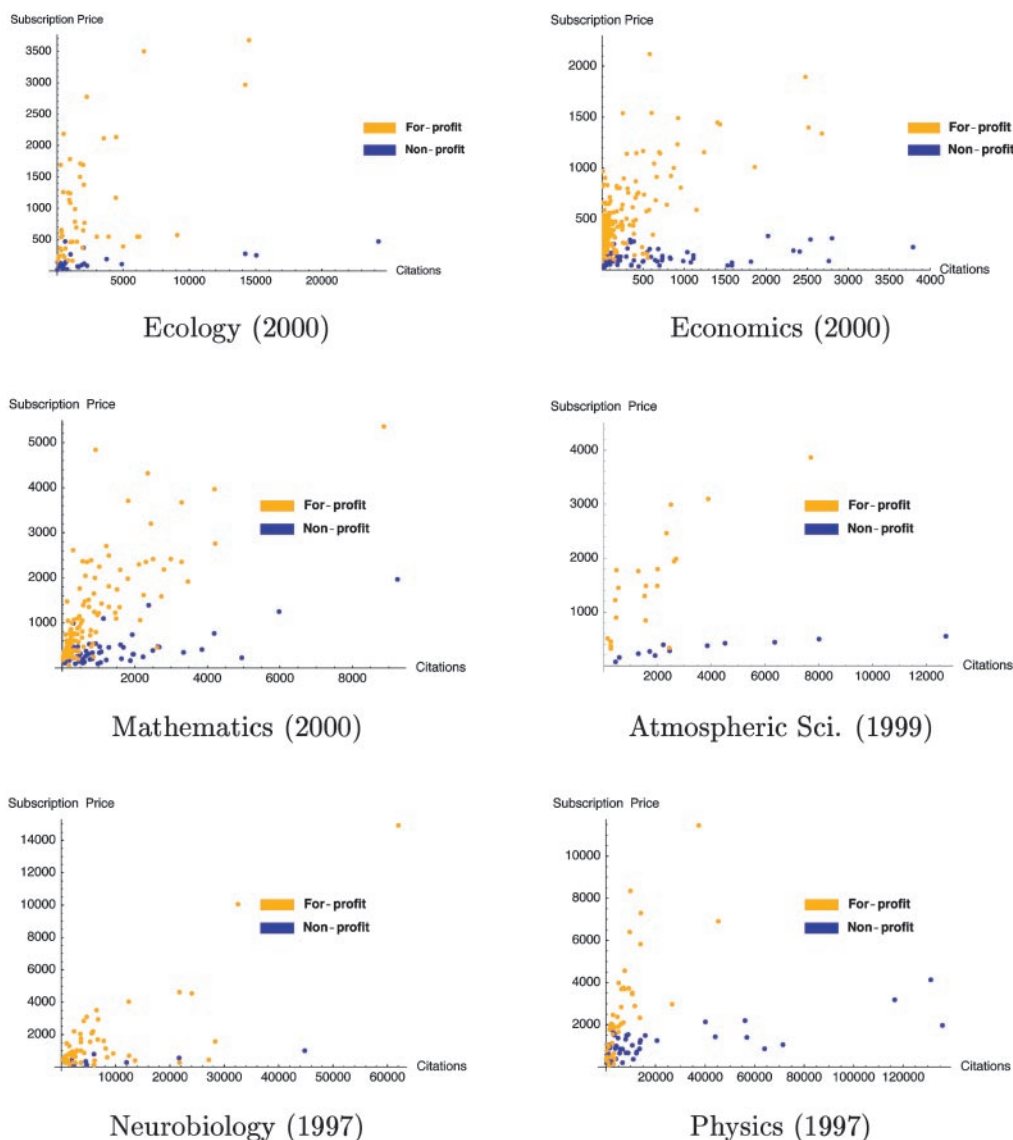 Subscription Price
3500
3000
2500
2000
1500
1000
500
For-profit
Non-profit
5000 10000 15000 20000
Citations
Ecology (2000)
Subscription Price
2000
1500
1000
500
For-profit
Non-profit
500 1000 1500 2000 2500 3000 3500 4000
Citations
Economics (2000)
Subscription Price
5000
4000
3000
2000
1000
For-profit
Non-profit
2000 4000 6000 8000
Citations
Mathematics (2000)
Subscription Price
4000
3000
2000
1000
For-profit
Non-profit
2000 4000 6000 8000 10000 12000
Citations
Atmospheric Sci. (1999)
Subscription Price
14000
12000
10000
8000
6000
4000
2000
For-profit
Non-profit
10000 20000 30000 40000 50000 60000
Citations
Neurobiology (1997)
Subscription Price
10000
8000
6000
4000
2000
For-profit
Non-profit
20000 40000 60000 80000 100000 120000
Citations
Physics (1997)